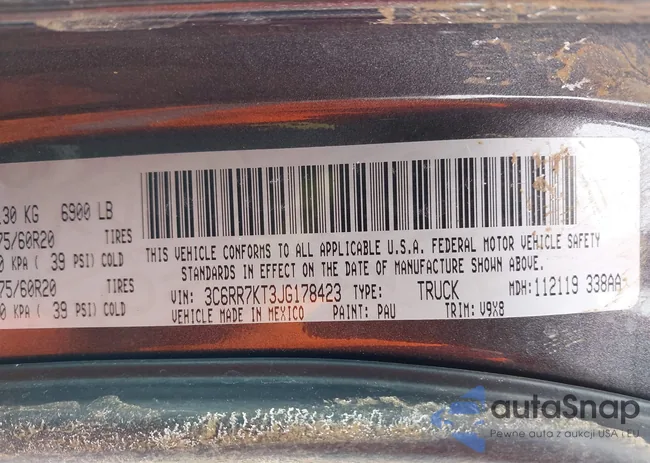 .30 KG 6900 LB
75/60R20 TIRES
0 KPA ( 39 PSI) COLD
75/60R20 TIRES
0 KPA ( 39 PSI) COLD
THIS VEHICLE CONFORMS TO ALL APPLICABLE U.S.A. FEDERAL MOTOR VEHICLE SAFETY
STANDARDS IN EFFECT ON THE DATE OF MANUFACTURE SHOWN ABOVE.
VIN: 3C6RR7KT3JG178423 TYPE: TRUCK MDH: 112119 338AA
VEHICLE MADE IN MEXICO PAINT: PAU TRIM: V9X8
autaSnap
Pewne auta z aukcji USA i EU